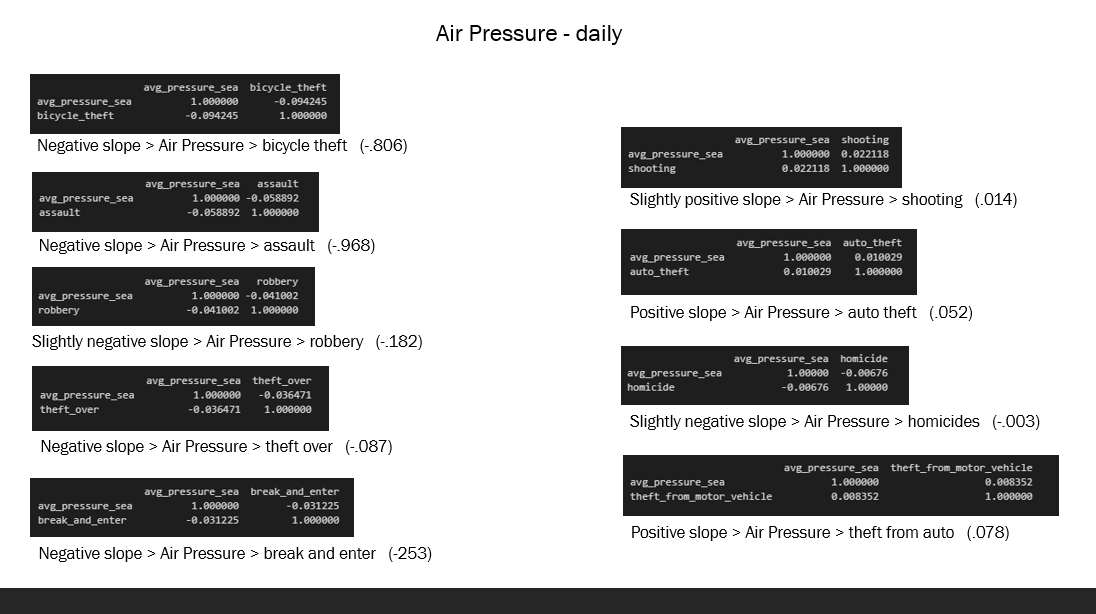 Air Pressure - daily
avg_pressure_sea bicycle_theft
avg_pressure_sea 1.000000 -0.094245
bicycle_theft -0.094245 1.000000
Negative slope > Air Pressure > bicycle theft (-.806)
avg_pressure_sea assault
avg_pressure_sea 1.000000 -0.058892
assault -0.058892 1.000000
Negative slope > Air Pressure > assault (-.968)
avg_pressure_sea robbery
avg_pressure_sea 1.000000 -0.041002
robbery -0.041002 1.000000
Slightly negative slope > Air Pressure > robbery (-.182)
avg_pressure_sea theft_over
avg_pressure_sea 1.000000 -0.036471
theft_over -0.036471 1.000000
Negative slope > Air Pressure > theft over (-.087)
avg_pressure_sea break_and_enter
avg_pressure_sea 1.000000 -0.031225
break_and_enter -0.031225 1.000000
Negative slope > Air Pressure > break and enter (-253)
avg_pressure_sea shooting
avg_pressure_sea 1.000000 0.022118
shooting 0.022118 1.000000
Slightly positive slope > Air Pressure > shooting (.014)
avg_pressure_sea auto_theft
avg_pressure_sea 1.000000 0.010029
auto_theft 0.010029 1.000000
Positive slope > Air Pressure > auto theft (.052)
avg_pressure_sea homicide
avg_pressure_sea 1.00000 -0.00676
homicide -0.00676 1.00000
Slightly negative slope > Air Pressure > homicides (-.003)
avg_pressure_sea theft_from_motor_vehicle
avg_pressure_sea 1.000000 0.008352
theft_from_motor_vehicle 0.008352 1.000000
Positive slope > Air Pressure > theft from auto (.078)